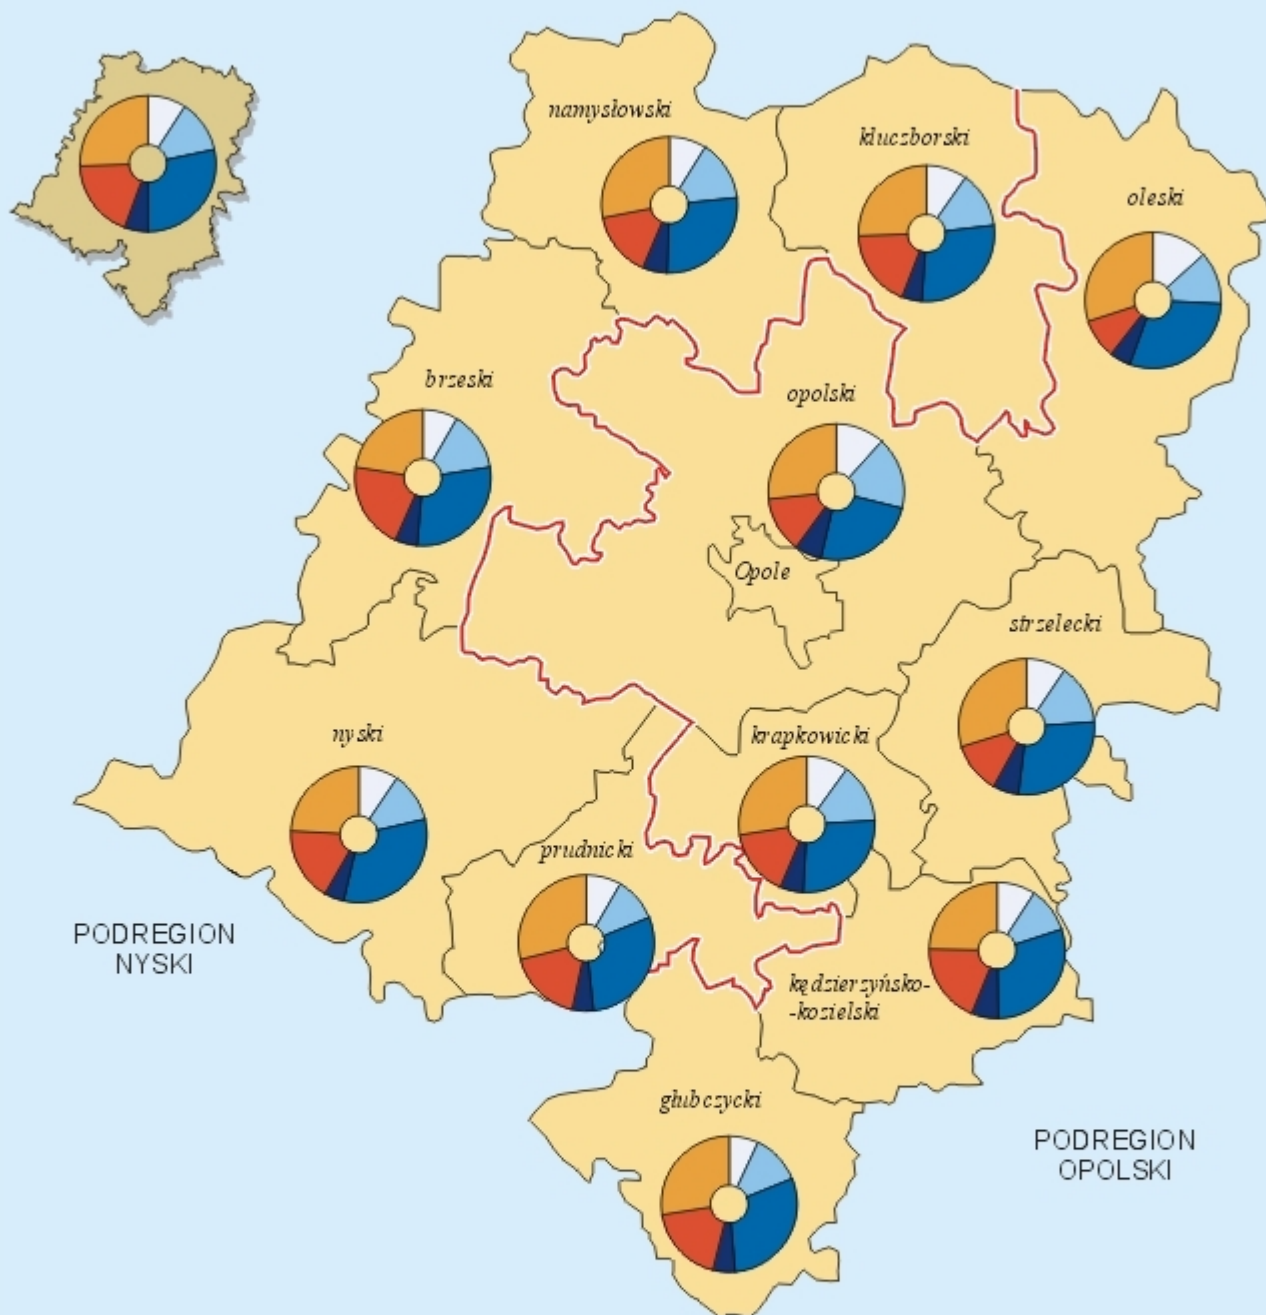 namysłowski
kluczborski
oleski
brzeski
opolski
Opole
strzelecki
nyski
krapkowicki
prudnicki
PODREGION
NYSKI
kędzierzyńsko-
-kozielski
głubczycki
PODREGION
OPOLSKI